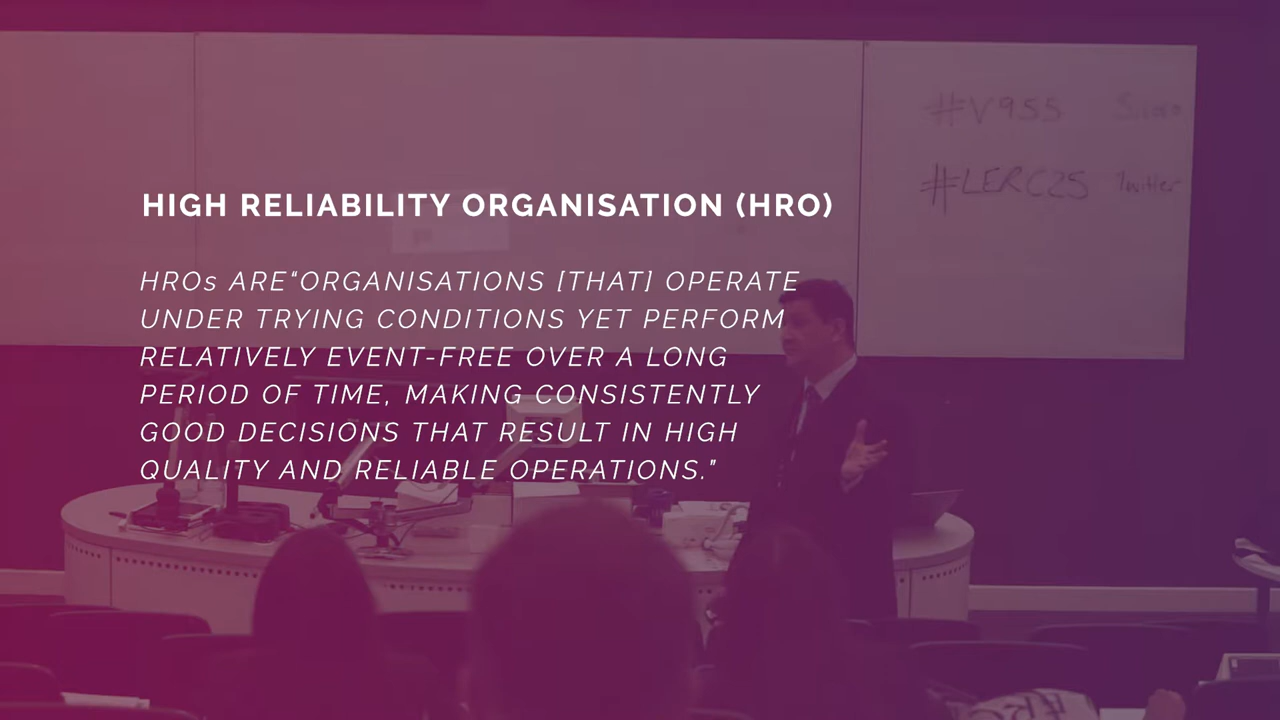 #V955
#LERC25 Twitter
HIGH RELIABILITY ORGANISATION (HRO)
HROs ARE“ORGANISATIONS [THAT] OPERATE
UNDER TRYING CONDITIONS YET PERFORM
RELATIVELY EVENT-FREE OVER A LONG
PERIOD OF TIME, MAKING CONSISTENTLY
GOOD DECISIONS THAT RESULT IN HIGH
QUALITY AND RELIABLE OPERATIONS.”